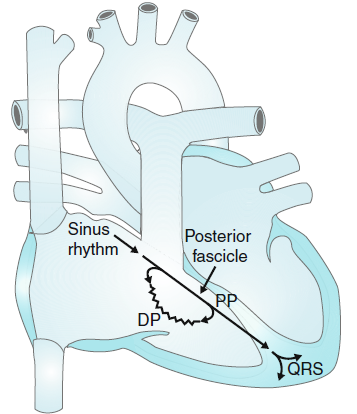 Sinus
rhythm
Posterior
fascicle
PP
DP
QRS